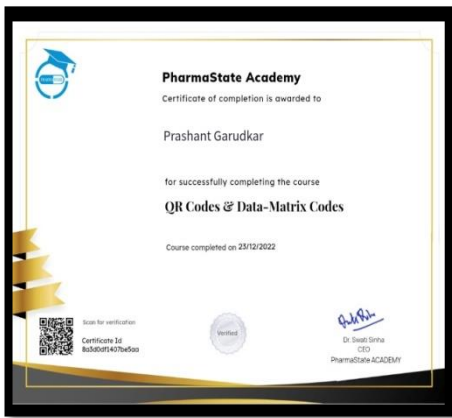 PharmaState Academy
Certificate of completion is awarded to
Prashant Garudkar
for successfully completing the course
QR Codes & Data-Matrix Codes
Course completed on 23/12/2022
Scan for verification
Certificate Id
Verified
Dr. Swati Sinha
CEO
PharmaState ACADEMY